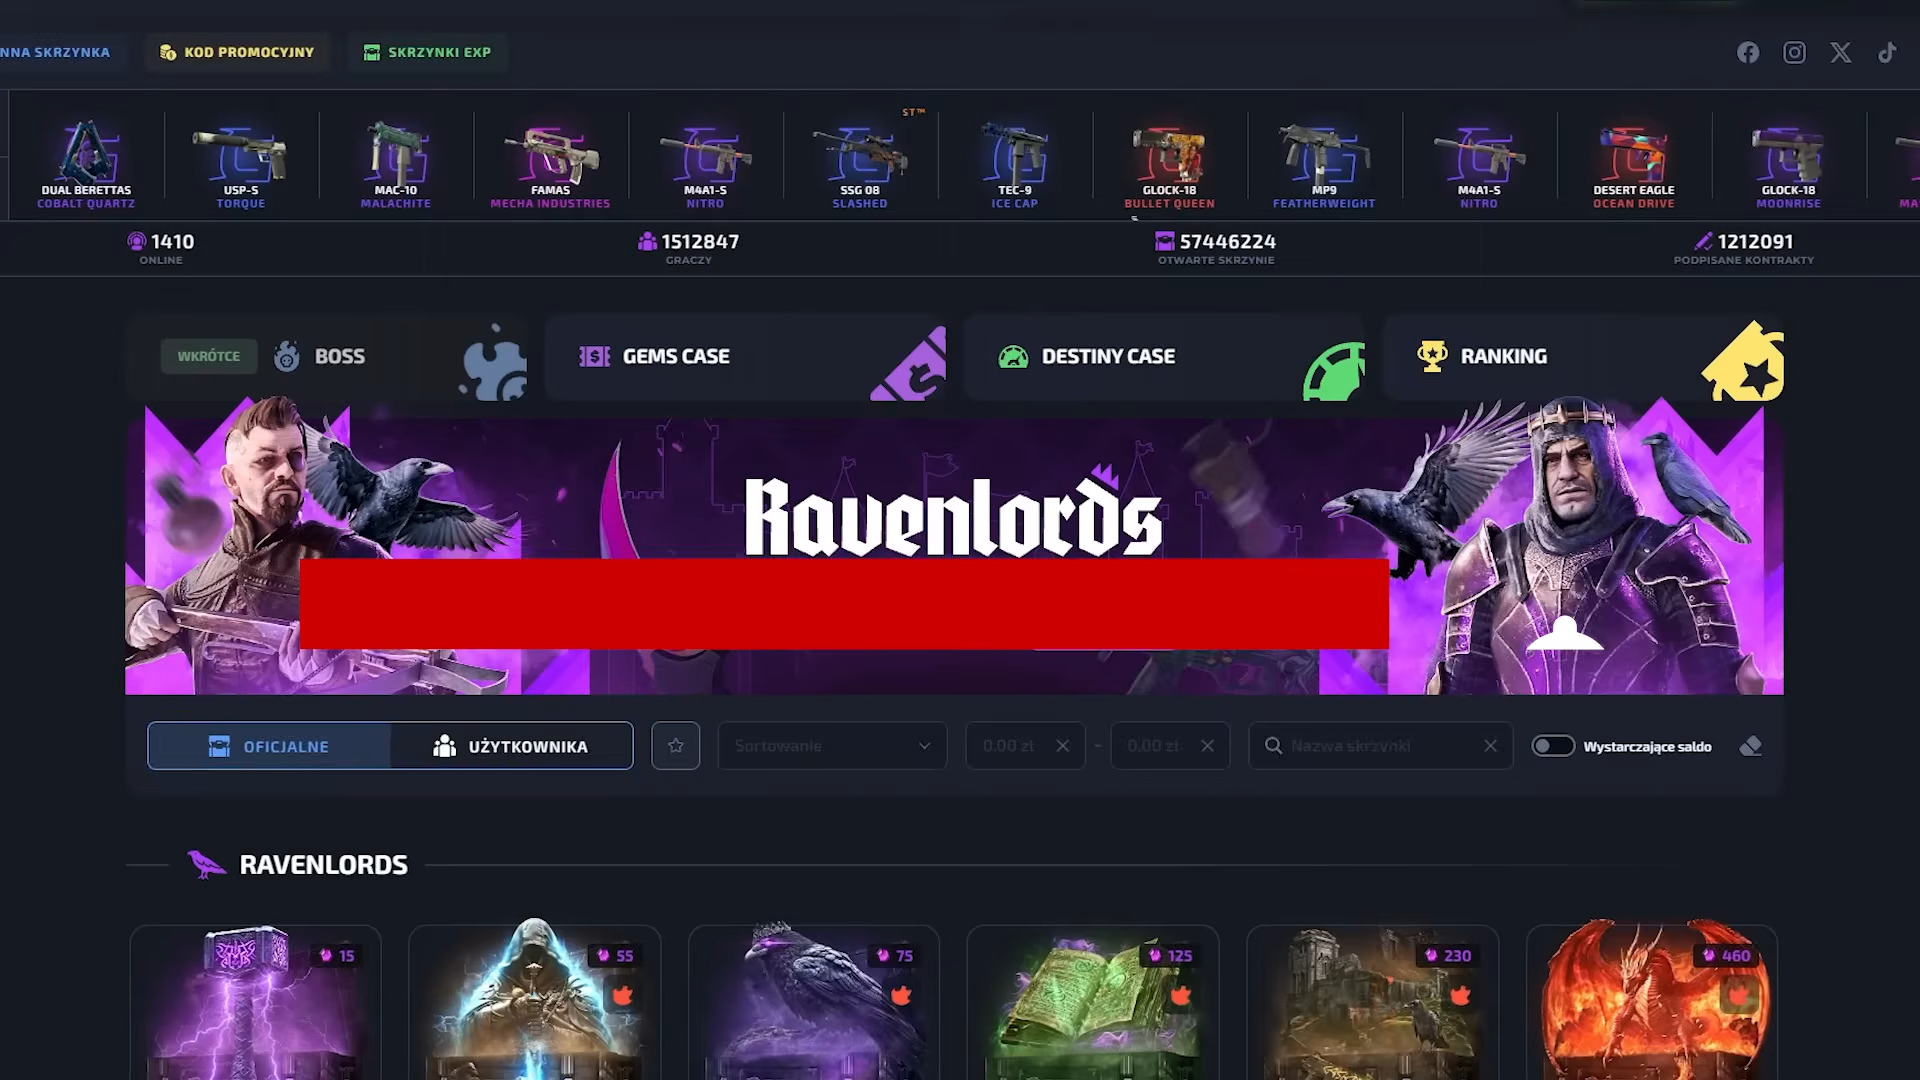 NNA SKRZYNKA
KOD PROMOCYJNY
SKRZYNKI EXP
DUAL BERETTAS
COBALT QUARTZ
USP-S
TORQUE
MAC-10
MALACHITE
FAMAS
MECHA INDUSTRIES
M4A1-S
NITRO
ST™
SSG 08
SLASHED
TEC-9
ICE CAP
GLOCK-18
BULLET QUEEN
MP9
FEATHERWEIGHT
M4A1-S
NITRO
DESERT EAGLE
OCEAN DRIVE
GLOCK-18
MOONRISE
MA
1410
ONLINE
1512847
GRACZY
57446224
OTWARTE SKRZYNIE
1212091
PODPISANE KONTRAKTY
WKRÓTCE
BOSS
GEMS CASE
DESTINY CASE
RANKING
Ravenlords
OFICJALNE
UŻYTKOWNIKA
Sortowanie
0.00 zł
-
0.00 zł
Nazwa skrzynki
Wystarczające saldo
RAVENLORDS
15
55
75
125
230
460